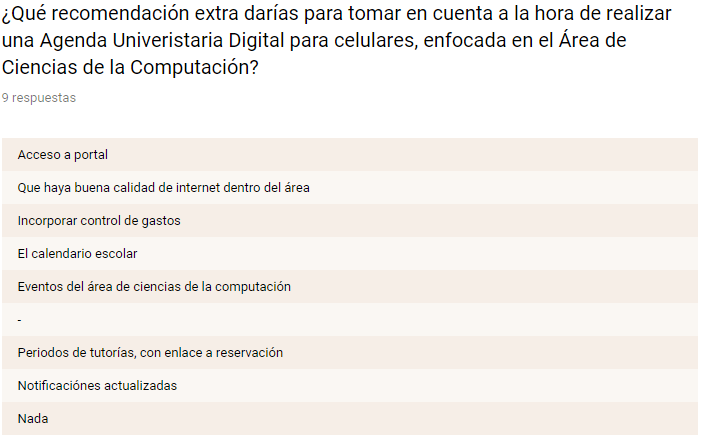 ¿Qué recomendación extra darías para tomar en cuenta a la hora de realizar
una Agenda Univeristaria Digital para celulares, enfocada en el Área de
Ciencias de la Computación?
9 respuestas
Acceso a portal
Que haya buena calidad de internet dentro del área
Incorporar control de gastos
El calendario escolar
Eventos del área de ciencias de la computación
-
Periodos de tutorías, con enlace a reservación
Notificaciónes actualizadas
Nada